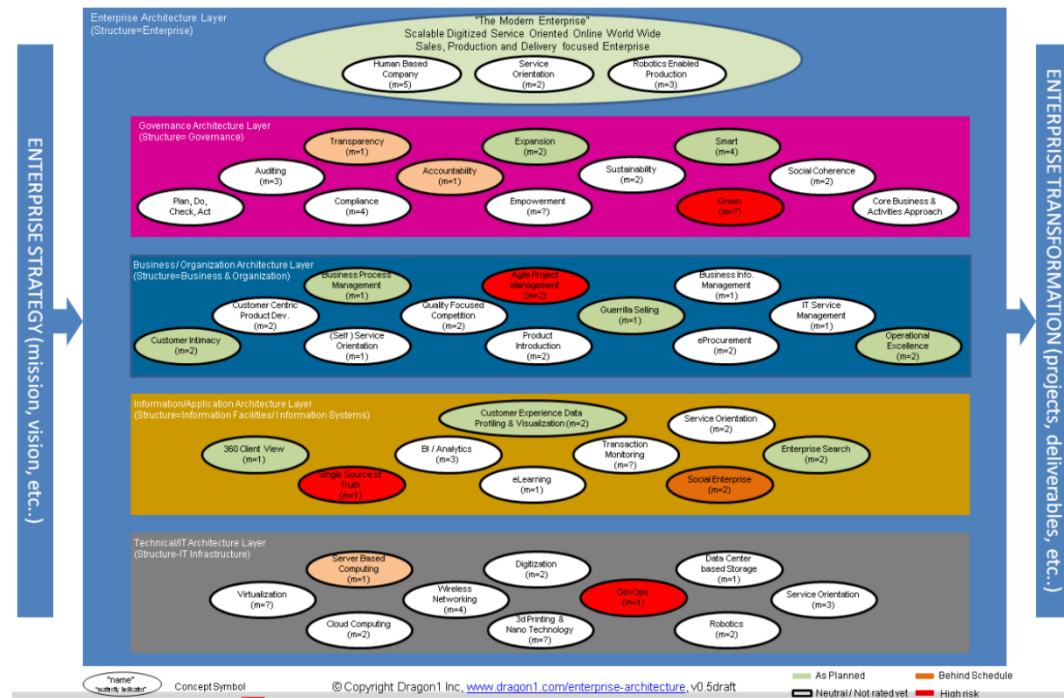 Enterprise Architecture Layer
(Structure=Enterprise)
"The Modern Enterprise"
Scalable Digitized Service Oriented Online World Wide
Sales, Production and Delivery focused Enterprise
Human Based
Company
(m=5)
Service
Orientation
(m=2)
Robotics Enabled
Production
(m=3)
ENTERPRISE STRATEGY (mission, vision, etc..)
Governance Architecture Layer
(Structure= Governance)
Transparency
(m=1)
Expansion
(m=2)
Smart
(m=4)
Auditing
(m=3)
Accountability
(m=1)
Sustainability
(m=2)
Social Coherence
(m=2)
Plan, Do,
Check, Act
Compliance
(m=4)
Empowerment
(m=?)
Green
(m=?)
Core Business &
Activities Approach
Business / Organization Architecture Layer
(Structure=Business & Organization)
Business Process
Management
(m=1)
Agile Project
Management
(m=2)
Business Info.
Management
(m=1)
Customer Centric
Product Dev.
(m=2)
Quality Focused
Competition
(m=2)
Guerrilla Selling
(m=1)
IT Service
Management
(m=1)
Customer Intimacy
(m=2)
(Self ) Service
Orientation
(m=1)
Product
Introduction
(m=2)
eProcurement
(m=2)
Operational
Excellence
(m=2)
Information/Application Architecture Layer
(Structure=Information Facilities/ Information Systems)
Customer Experience Data
Profiling & Visualization (m=2)
Service Orientation
(m=2)
360 Client View
(m=1)
BI / Analytics
(m=3)
Transaction
Monitoring
(m=?)
Enterprise Search
(m=2)
Single Source of
Truth
(m=1)
eLearning
(m=1)
Social Enterprise
(m=2)
Technical/IT Architecture Layer
(Structure-IT Infrastructure)
Server Based
Computing
(m=1)
Digitization
(m=2)
Data Center
based Storage
(m=1)
Virtualization
(m=?)
Wireless
Networking
(m=4)
DevOps
(m=1)
Service Orientation
(m=3)
Cloud Computing
(m=2)
3d Printing &
Nano Technology
(m=?)
Robotics
(m=2)
ENTERPRISE TRANSFORMATION (projects, deliverables, etc..)
"name"
"maturity indicator"
Concept Symbol
© Copyright Dragon1 Inc, www.dragon1.com/enterprise-architecture, v0.5draft
As Planned
Behind Schedule
Neutral / Not rated yet
High risk